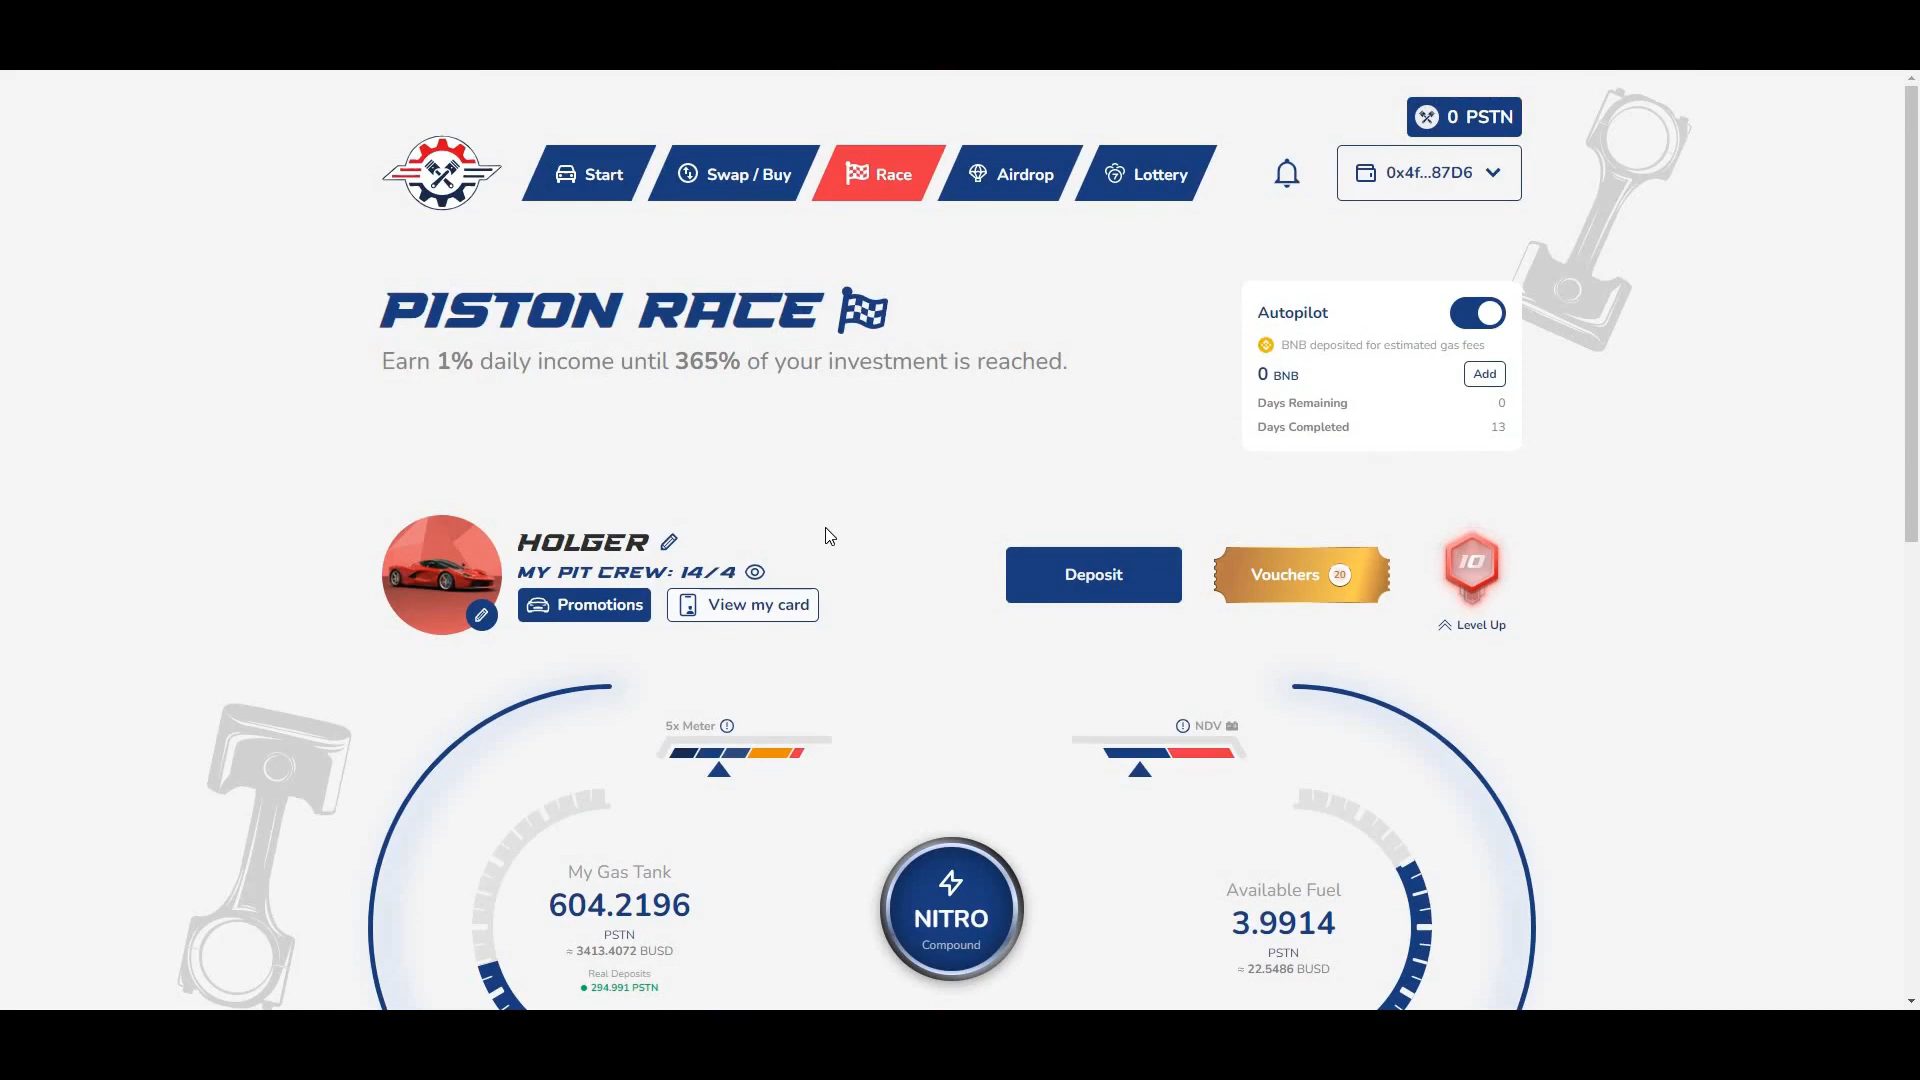 0 PSTN
Start
Swap / Buy
Race
Airdrop
Lottery
0x4f...87D6
PISTON RACE
Earn 1% daily income until 365% of your investment is reached.
Autopilot
BNB deposited for estimated gas fees
0 BNB
Add
Days Remaining 0
Days Completed 13
HOLGER
MY PIT CREW: 14/4
Promotions
View my card
Deposit
Vouchers 20
10
Level Up
5x Meter
NDV
My Gas Tank
604.2196
PSTN
≈ 3413.4072 BUSD
Real Deposits
294.991 PSTN
NITRO
Compound
Available Fuel
3.9914
PSTN
≈ 22.5486 BUSD